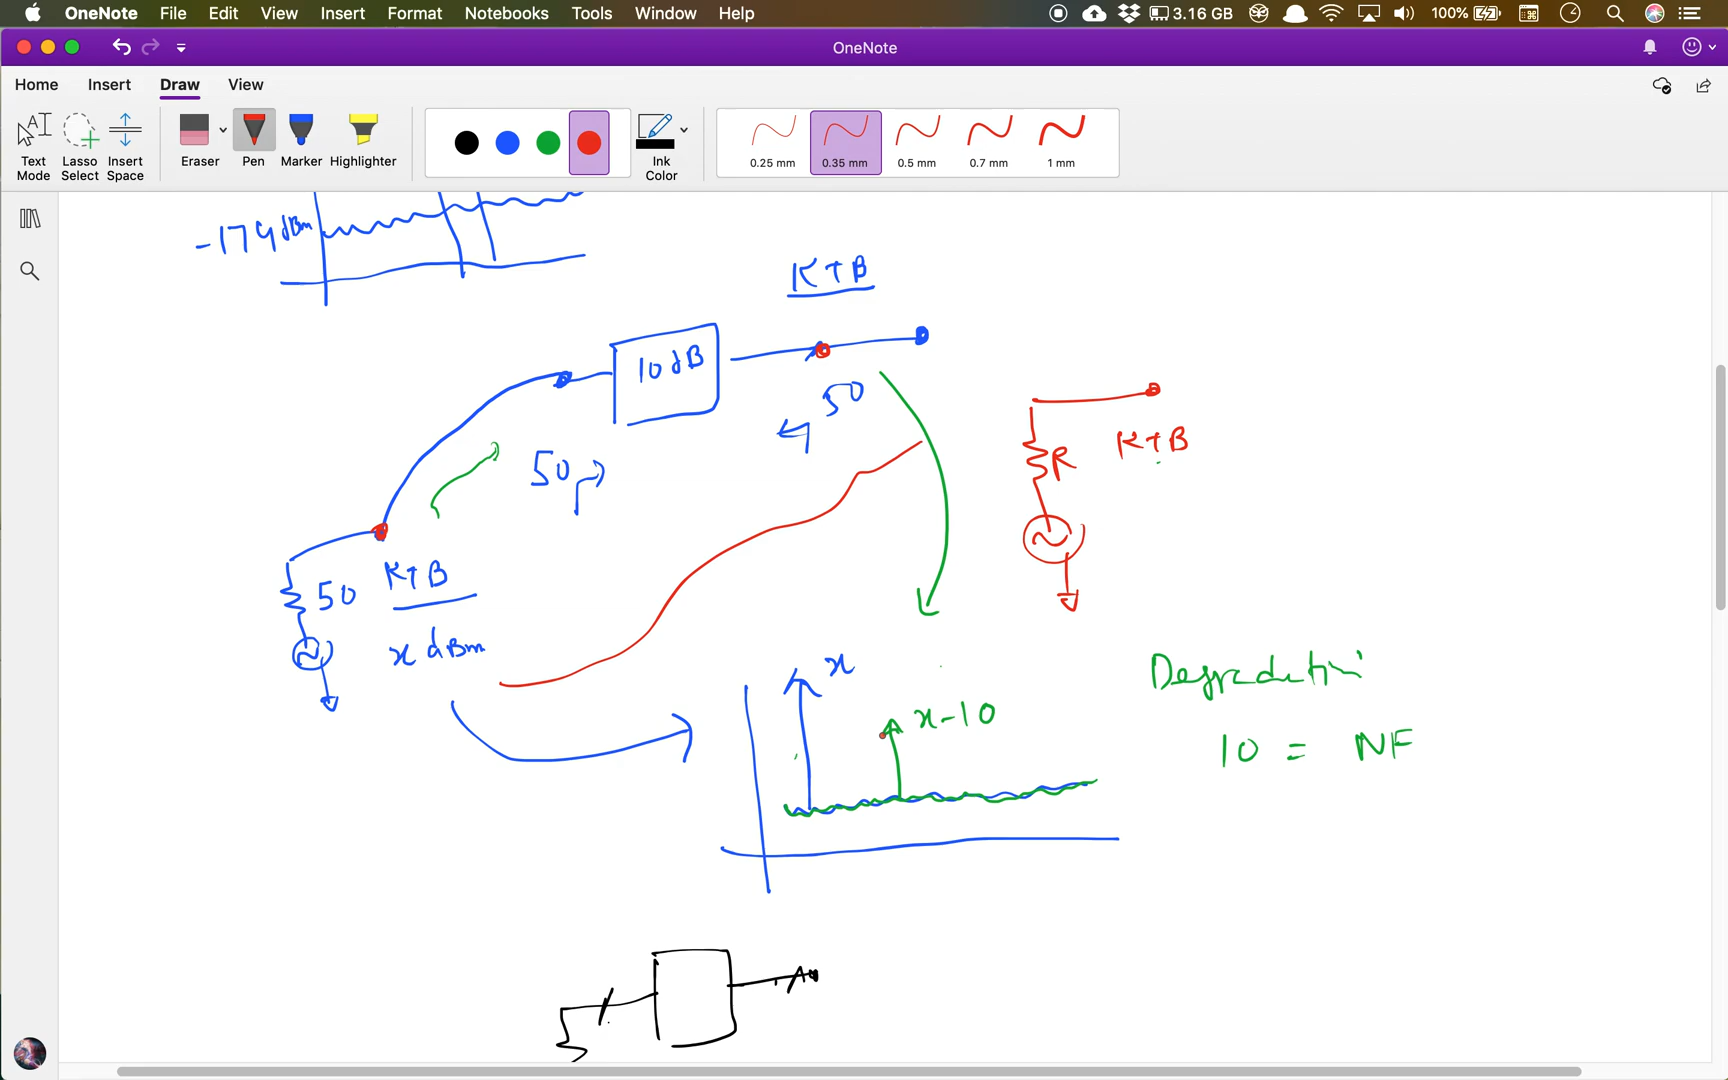 OneNote File Edit View Insert Format Notebooks Tools Window Help 3.16 GB 100%
OneNote
Home Insert Draw View
Text Mode
Lasso Select
Insert Space
Eraser
Pen
Marker
Highlighter
Ink Color
0.25 mm
0.35 mm
0.5 mm
0.7 mm
1 mm
-174 dBm
KTB
10 dB
50
50
R
KTB
50
KTB
x dBm
x
x-10
Degradation
10 = NF